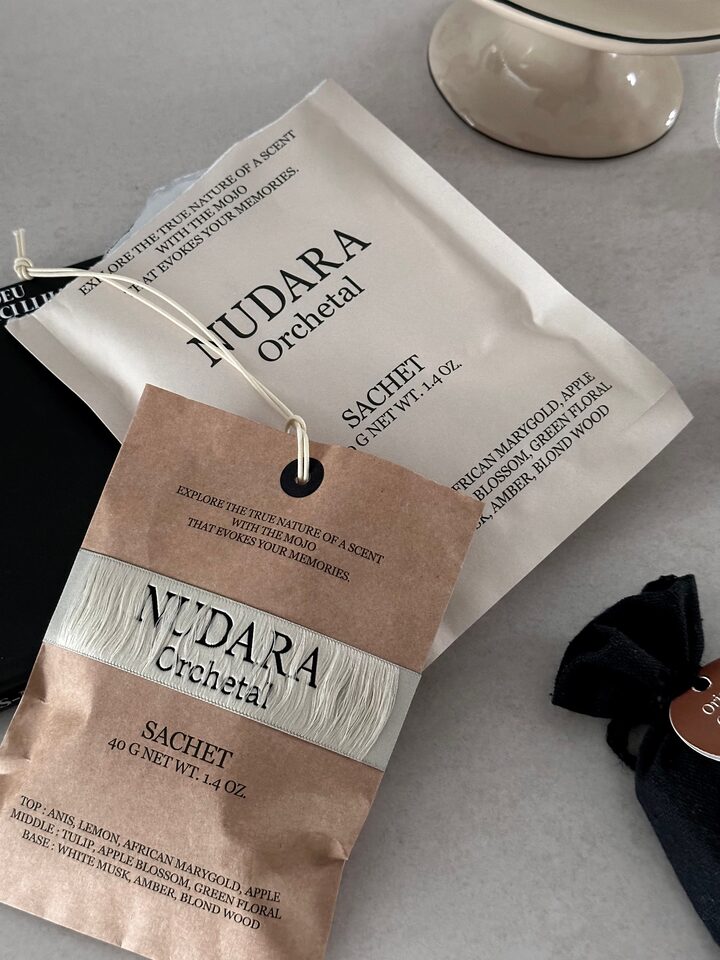 EXPLORE THE TRUE NATURE OF A SCENT
WITH THE MOJO
THAT EVOKES YOUR MEMORIES.
NUDARA
Orchetal
SACHET
G NET WT. 1.4 OZ.
AFRICAN MARYGOLD, APPLE
BLOSSOM, GREEN FLORAL
AMBER, BLOND WOOD
EXPLORE THE TRUE NATURE OF A SCENT
WITH THE MOJO
THAT EVOKES YOUR MEMORIES.
NUDARA
Orchetal
SACHET
40 G NET WT. 1.4 OZ.
TOP : ANIS, LEMON, AFRICAN MARYGOLD, APPLE
MIDDLE : TULIP, APPLE BLOSSOM, GREEN FLORAL
BASE : WHITE MUSK, AMBER, BLOND WOOD